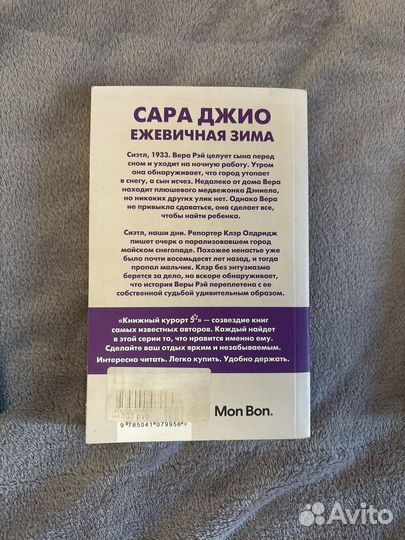 САРА ДЖИО
ЕЖЕВИЧНАЯ ЗИМА
Сиэтл, 1933. Вера Рэй целует сына перед
сном и уходит на ночную работу. Утром
она обнаруживает, что город утопает
в снегу, а сын исчез. Недалеко от дома Вера
находит плюшевого медвежонка Дэниела,
но никаких других улик нет. Однако Вера
не привыкла сдаваться, она сделает все,
чтобы найти ребенка.
Сиэтл, наши дни. Репортер Клэр Олдридж
пишет очерк о парализовавшем город
майском снегопаде. Похожее ненастье уже
было почти восемьдесят лет назад, и тогда
пропал мальчик. Клэр без энтузиазма
берется за дело, но вскоре обнаруживает,
что история Веры Рэй переплетена с ее
собственной судьбой удивительным образом.
«Книжный курорт 5*» — созвездие книг
самых известных авторов. Каждый найдет
в этой серии то, что нравится именно ему.
Сделайте ваш отдых ярким и незабываемым.
Интересно читать. Легко купить. Удобно держать.
Mon Bon.
9 785041 079956 >
Avito